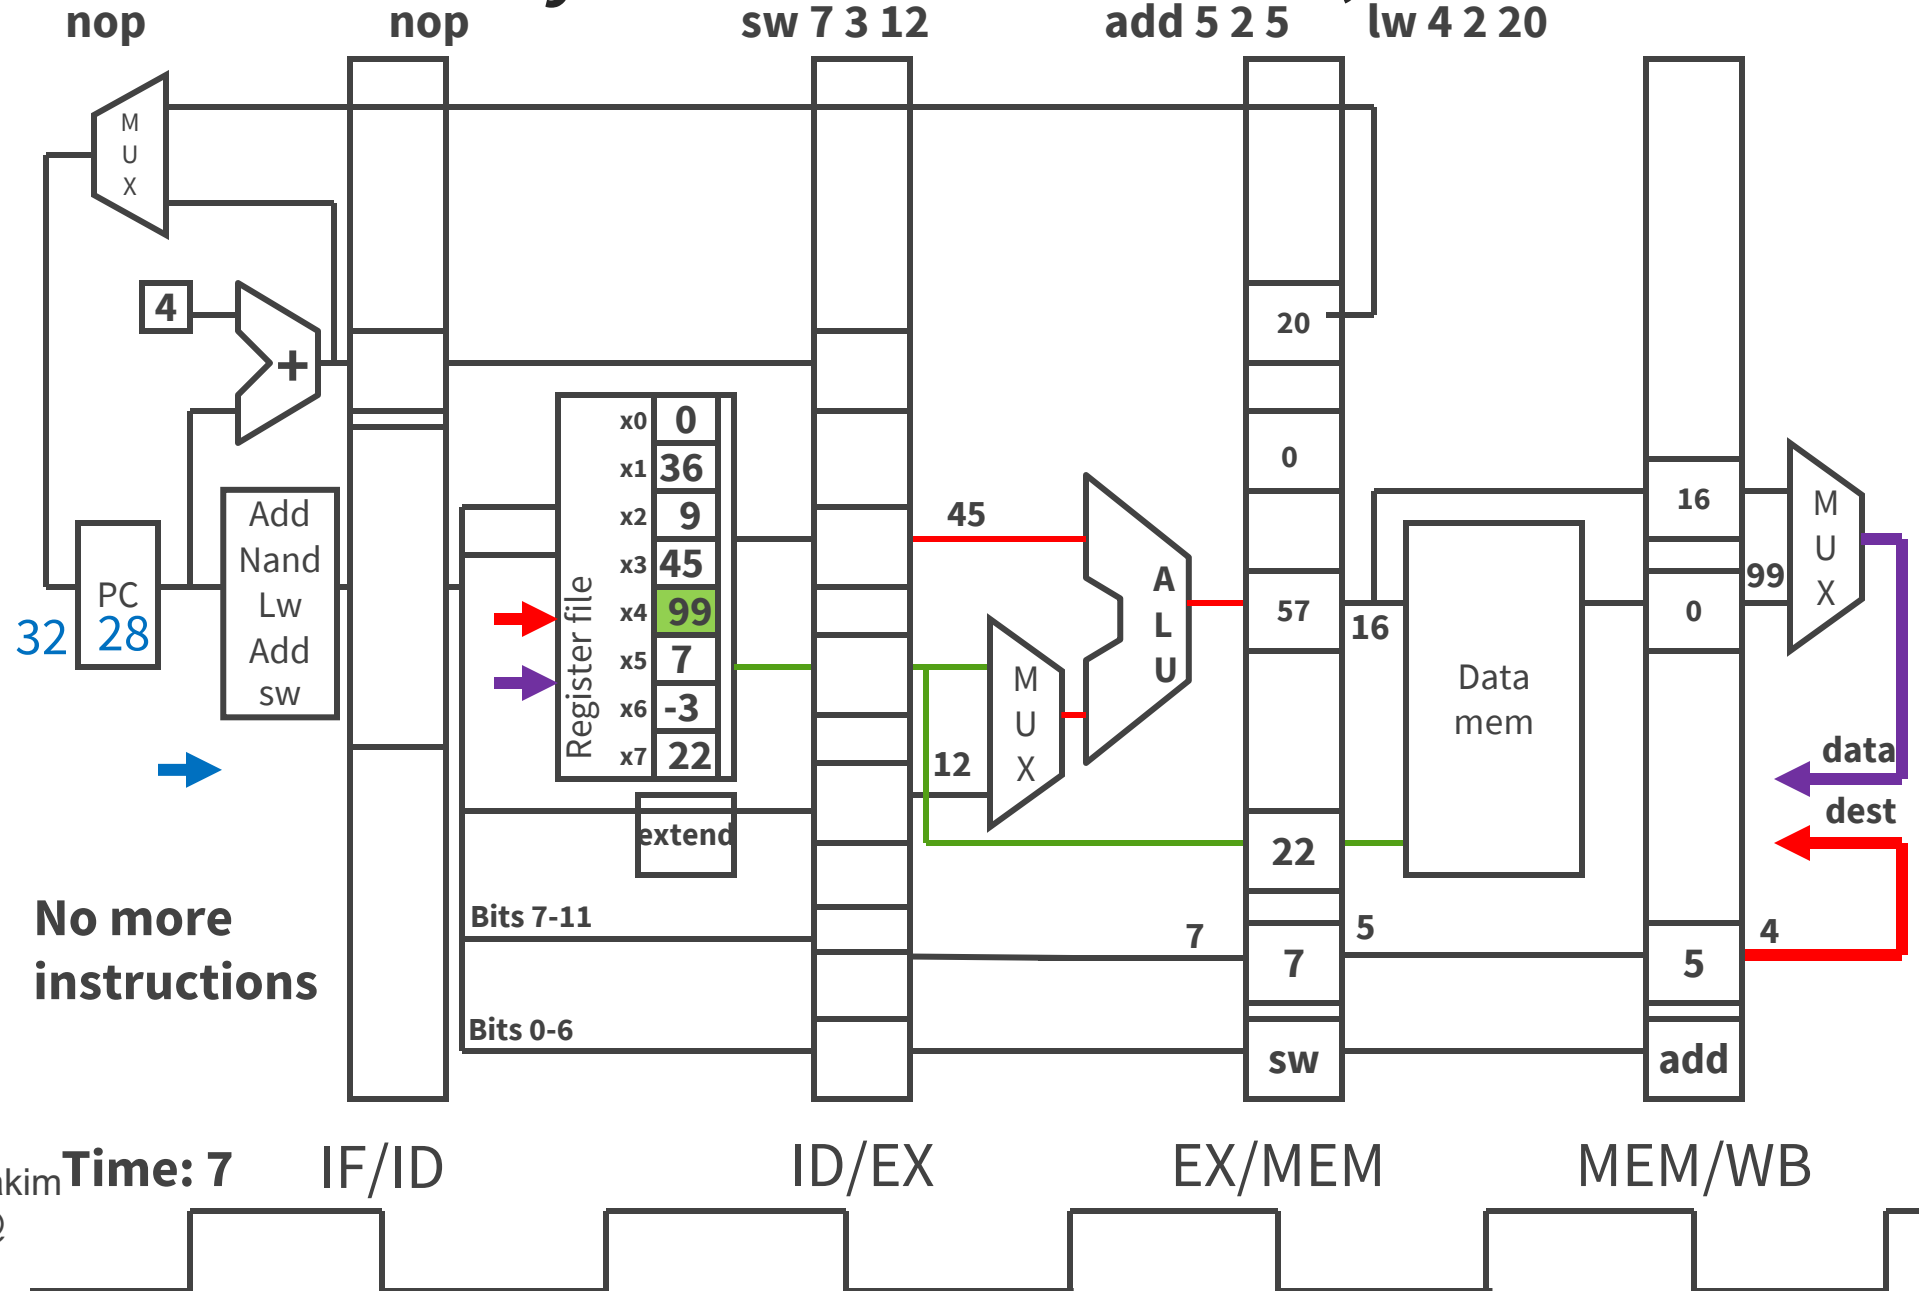 nop nop sw 7 3 12 add 5 2 5 lw 4 2 20
M
U
X
4
+
20
x0 0
x1 36
x2 9
x3 45
x4 99
x5 7
x6 -3
x7 22
Register file
extend
PC
32 28
Add
Nand
Lw
Add
sw
45
12
M
U
X
A
L
U
0
57
16
22
7
7
sw
5
Data
mem
16
0
99
5
add
4
M
U
X
data
dest
No more
instructions
Bits 7-11
Bits 0-6
Time: 7 IF/ID ID/EX EX/MEM MEM/WB